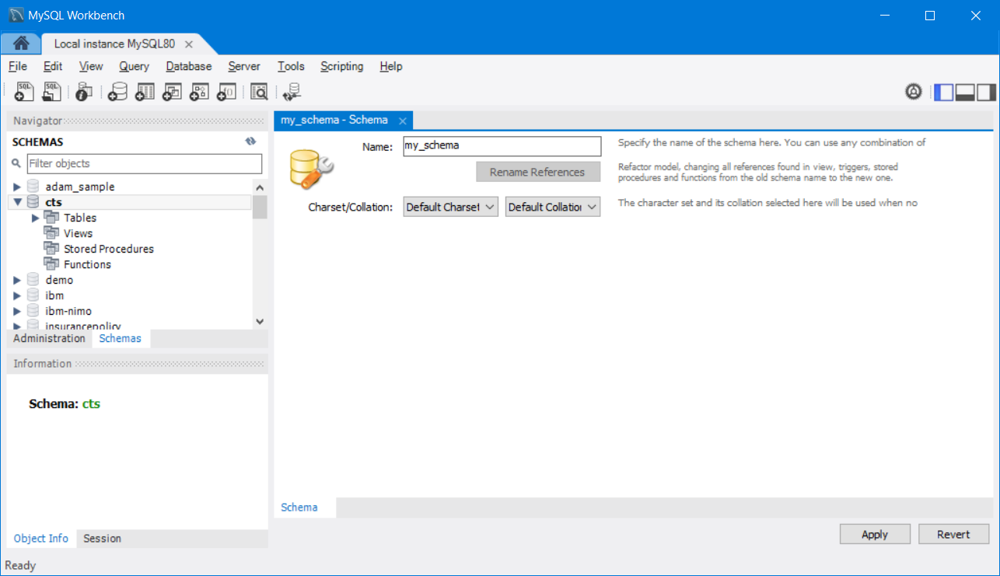 MySQL Workbench
Local instance MySQL80
File Edit View Query Database Server Tools Scripting Help
SQL SQL
Navigator
SCHEMAS
Filter objects
adam_sample
cts
Tables
Views
Stored Procedures
Functions
demo
ibm
ibm-nimo
insurancepolicy
Administration Schemas
Information
Schema: cts
Object Info Session
Ready
my_schema - Schema
Name: my_schema
Specify the name of the schema here. You can use any combination of
Rename References
Refactor model, changing all references found in view, triggers, stored
procedures and functions from the old schema name to the new one.
Charset/Collation: Default Charset Default Collation
The character set and its collation selected here will be used when no
Schema
Apply Revert